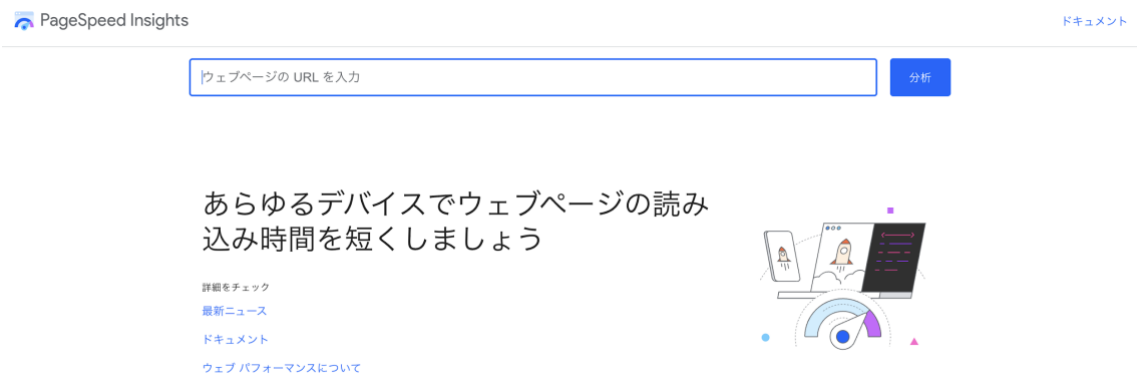 PageSpeed Insights
ドキュメント
ウェブページの URL を入力
分析
あらゆるデバイスでウェブページの読み
込み時間を短くしましょう
詳細をチェック
最新ニュース
ドキュメント
ウェブ パフォーマンスについて